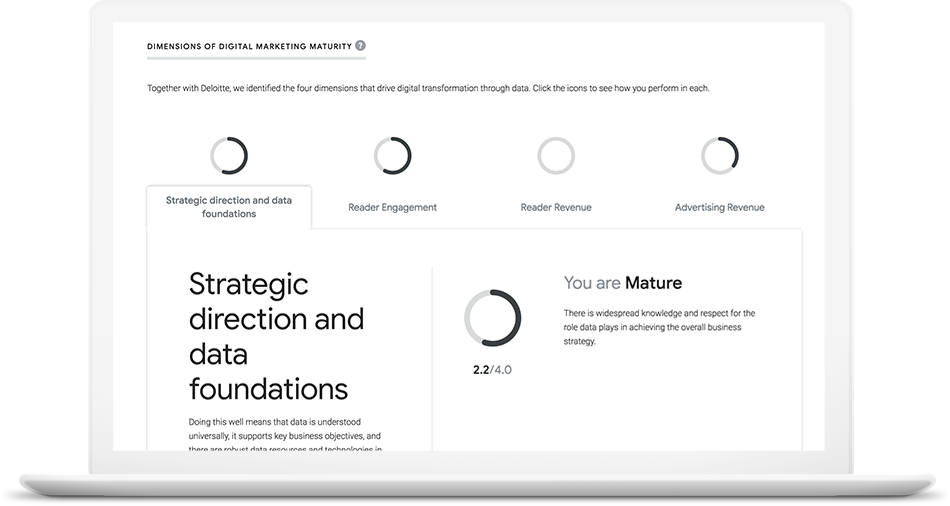 DIMENSIONS OF DIGITAL MARKETING MATURITY ?
Together with Deloitte, we identified the four dimensions that drive digital transformation through data. Click the icons to see how you perform in each.
Strategic direction and data
foundations
Reader Engagement
Reader Revenue
Advertising Revenue
Strategic
direction and
data
foundations
Doing this well means that data is understood
universally, it supports key business objectives, and
there are robust data resources and technologies in
You are Mature
There is widespread knowledge and respect for the
role data plays in achieving the overall business
strategy.
2.2/4.0